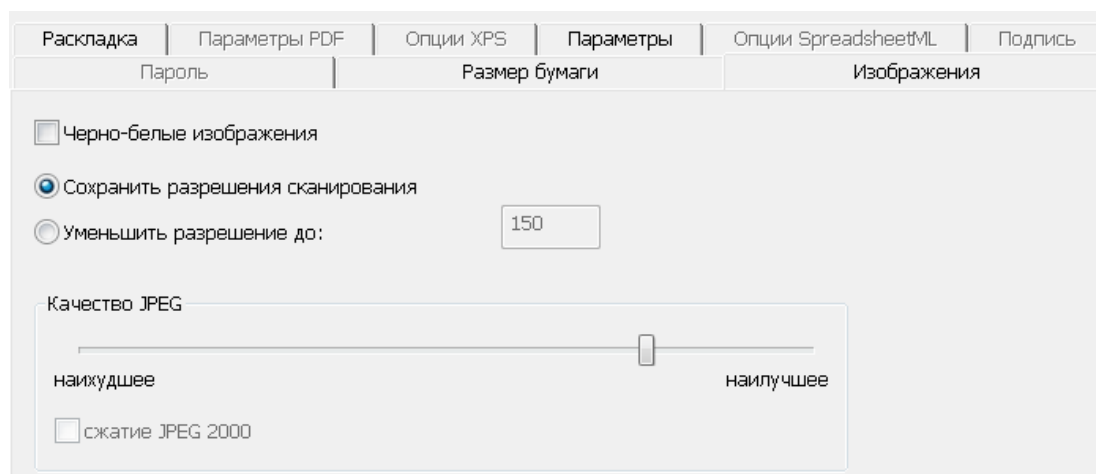 Раскладка Параметры PDF Опции XPS Параметры Опции SpreadsheetML Подпись
Пароль Размер бумаги Изображения
Черно-белые изображения
Сохранить разрешения сканирования
Уменьшить разрешение до: 150
Качество JPEG
наихудшее наилучшее
сжатие JPEG 2000